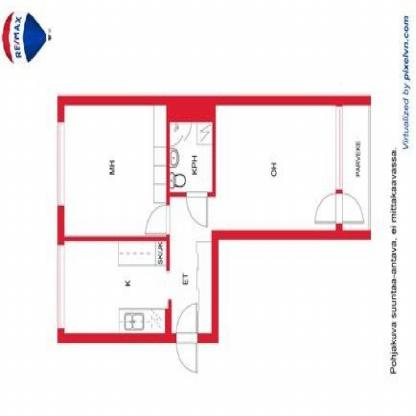 RE/MAX
MH
KPH
OH
PARVEKE
K
SK/JK
ET
Pohjakuva suuntaa-antava, ei mittakaavassa.
Virtualized by pixelvn.com